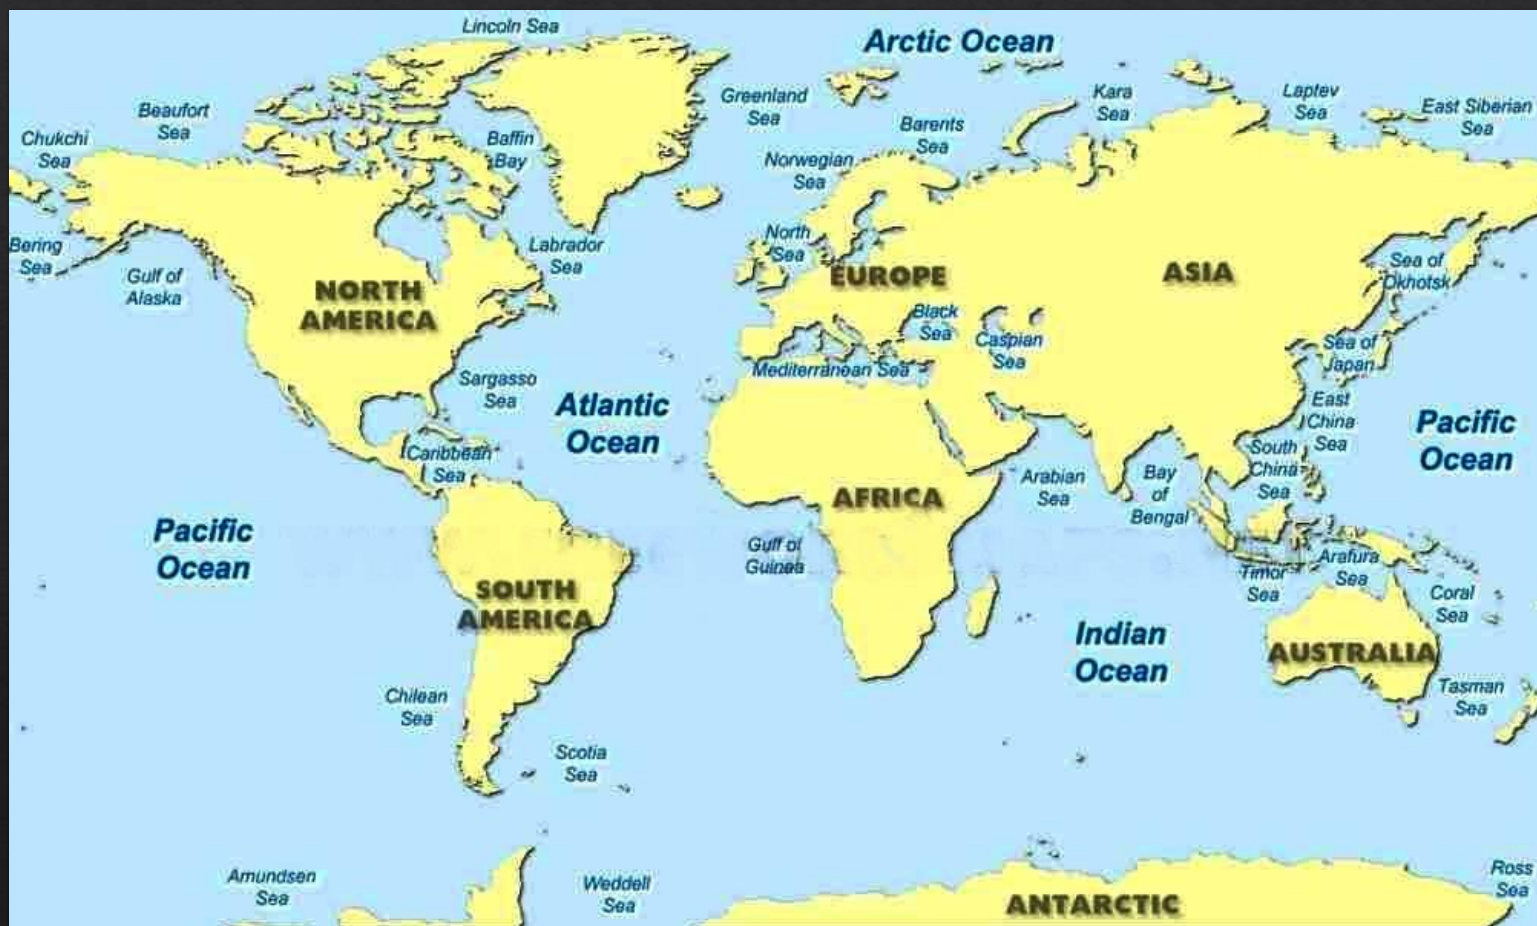 Lincoln Sea
Arctic Ocean
Beaufort
Sea
Chukchi
Sea
Baffin
Bay
Greenland
Sea
Barents
Sea
Kara
Sea
Laptev
Sea
East Siberian
Sea
Norwegian
Sea
Bering
Sea
Gulf of
Alaska
Labrador
Sea
North
Sea
Sea of
Okhotsk
NORTH
AMERICA
EUROPE
ASIA
Black
Sea
Caspian
Sea
Sea of
Japan
Mediterranean Sea
Sargasso
Sea
Atlantic
Ocean
East
China
Sea
Pacific
Ocean
Caribbean
Sea
South
China
Sea
Arabian
Sea
Bay
of
Bengal
AFRICA
Pacific
Ocean
Gulf of
Guinea
Timor
Sea
Arafura
Sea
Coral
Sea
SOUTH
AMERICA
Indian
Ocean
AUSTRALIA
Chilean
Sea
Tasman
Sea
Scotia
Sea
Amundsen
Sea
Weddell
Sea
Ross
Sea
ANTARCTIC